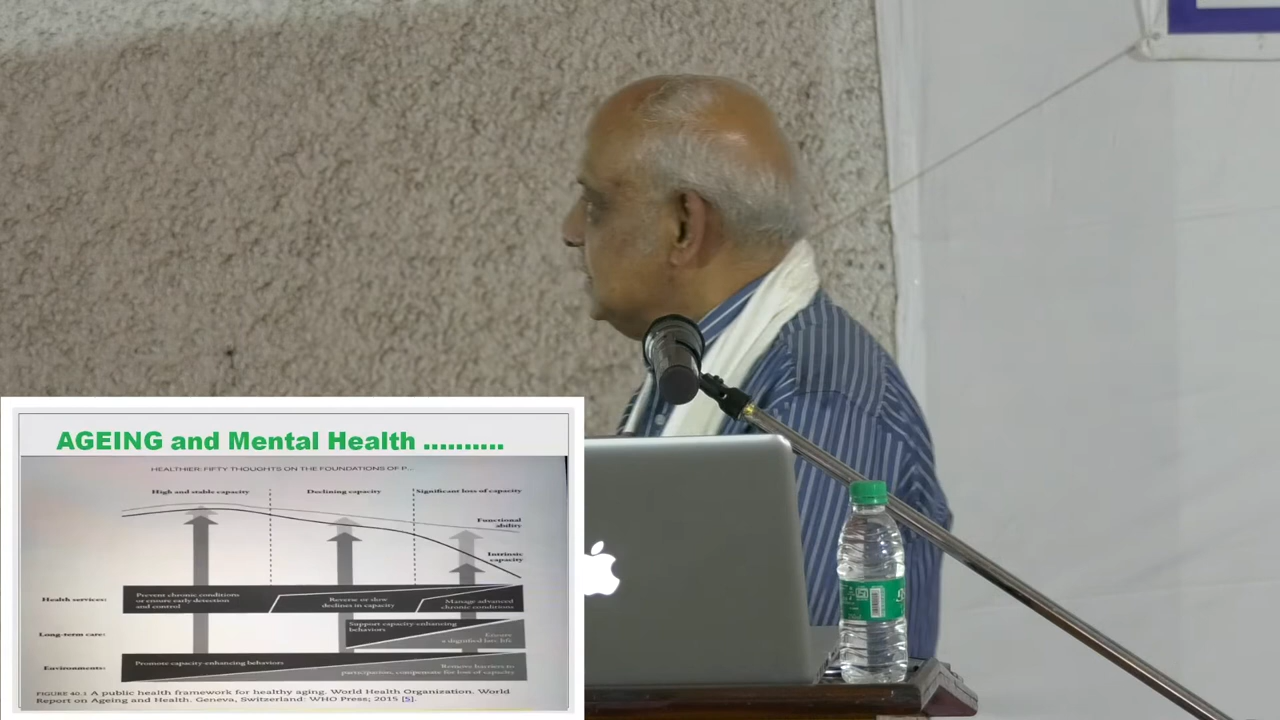 AGEING and Mental Health ..........
HEALTHIER: FIFTY THOUGHTS ON THE FOUNDATIONS OF P...
High and stable capacity
Declining capacity
Significant loss of capacity
Functional
ability
Intrinsic
capacity
Health services:
Prevent chronic conditions
or ensure early detection
and control
Reverse or slow
declines in capacity
Manage advanced
chronic conditions
Long-term care:
Support capacity-enhancing
behaviors
Ensure
a dignified late life
Environments:
Promote capacity-enhancing behaviors
Remove barriers to
participation, compensate for loss of capacity
FIGURE 40.1 A public health framework for healthy aging. World Health Organization. World
Report on Ageing and Health. Geneva, Switzerland: WHO Press; 2015 [5].